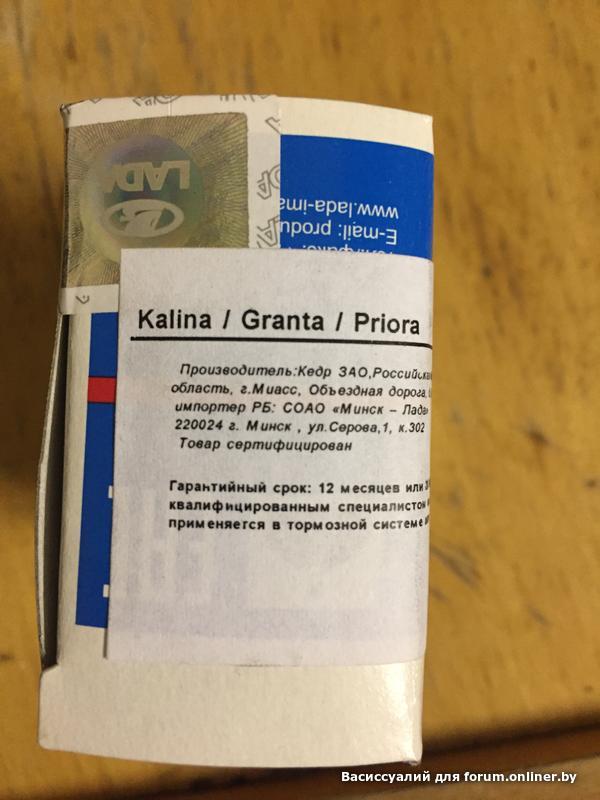 LADA
www.lada-ima
E-mail: produ
Kalina / Granta / Priora
Производитель:Кедр ЗАО,Российская
область, г.Миасс, Объездная дорога,
импортер РБ: СОАО «Минск – Лада»
220024 г. Минск , ул.Серова,1, к.302
Товар сертифицирован
Гарантийный срок: 12 месяцев или
квалифицированным специалистом
применяется в тормозной системе
Васиссуалий для forum.onliner.by